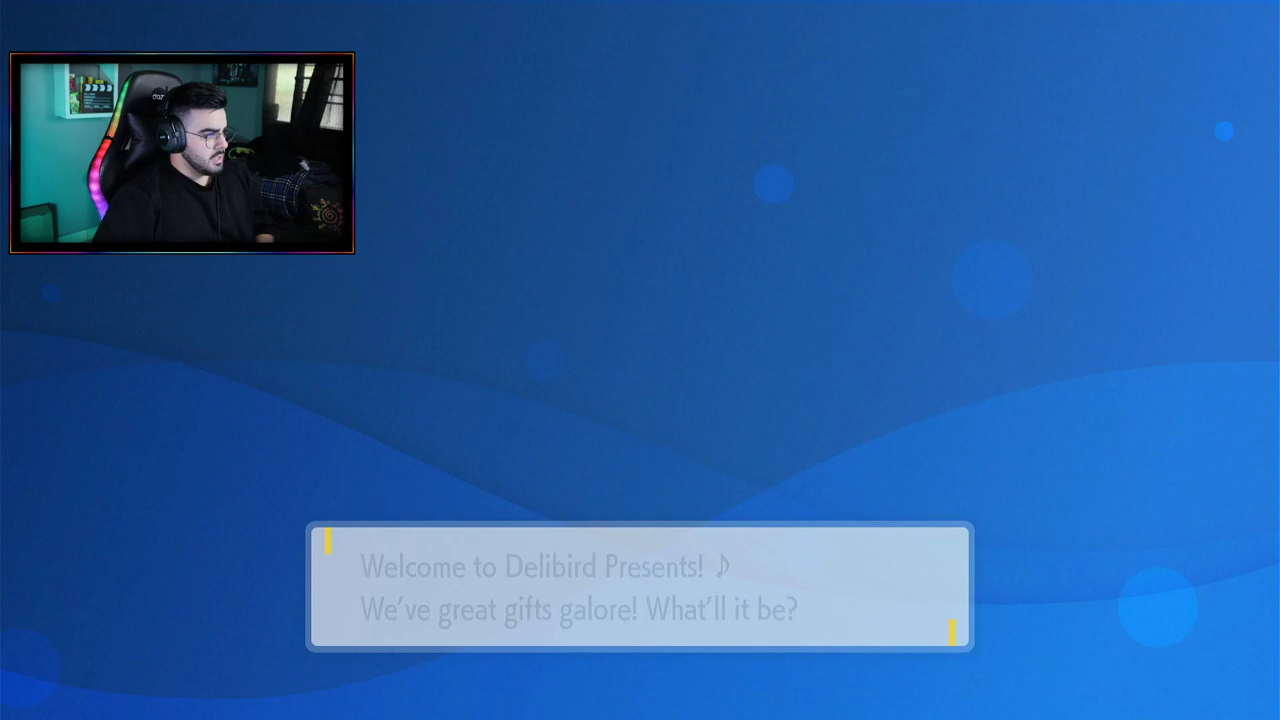 Welcome to Delibird Presents! ♪
We've great gifts galore! What'll it be?